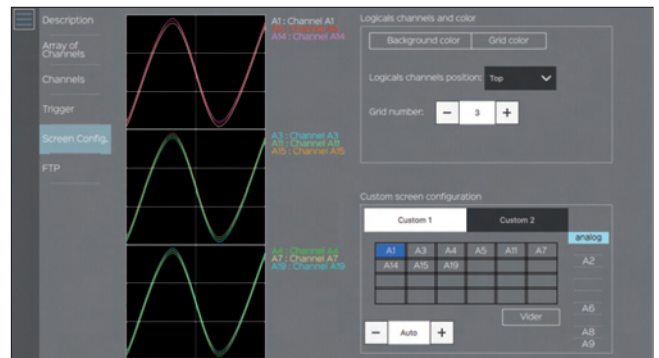 Description
Array of
Channels
Channels
Trigger
Screen Config.
FTP
A1 : Channel A1
A14 : Channel A14
A3 : Channel A3
A11 : Channel A11
A15 : Channel A15
A4 : Channel A4
A7 : Channel A7
A19 : Channel A19
Logicals channels and color
Background color
Grid color
Logicals channels position:
Top
Grid number:
−
3
+
Custom screen configuration
Custom 1
Custom 2
analog
A1 A3 A4 A5 A11 A7
A14 A15 A19
A2
A6
A8
A9
Vider
−
Auto
+